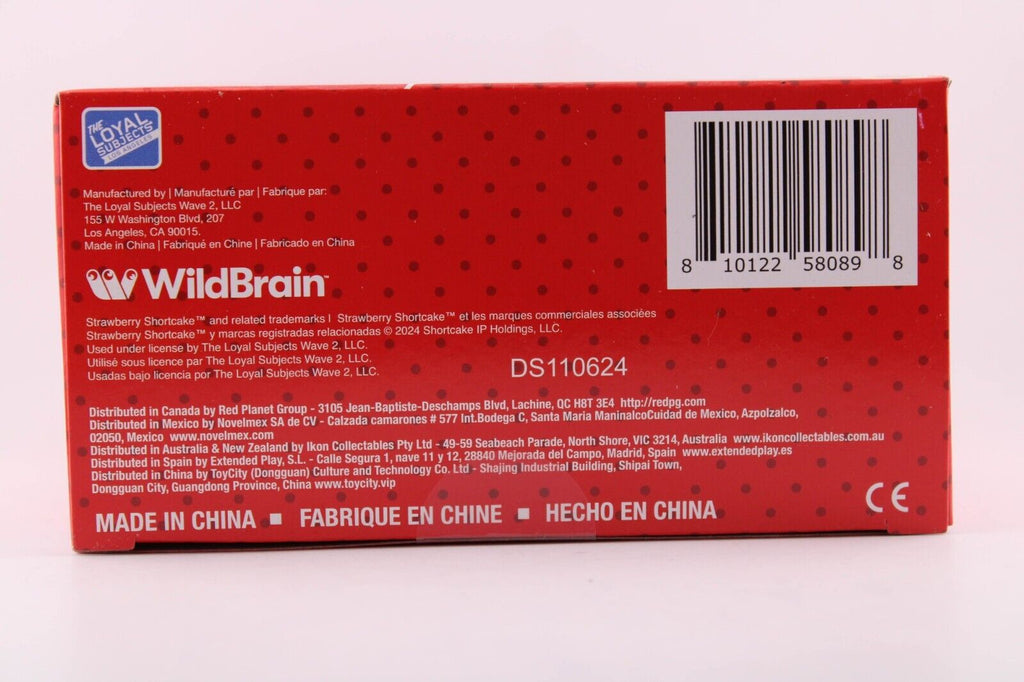 THE
LOYAL
SUBJECTS
LOS ANGELES
Manufactured by | Manufacturé par | Fabrique par:
The Loyal Subjects Wave 2, LLC
155 W Washington Blvd, 207
Los Angeles, CA 90015.
Made in China | Fabriqué en Chine | Fabricado en China
WildBrain™
Strawberry Shortcake™ and related trademarks I Strawberry Shortcake™ et les marques commerciales associées
Strawberry Shortcake™ y marcas registradas relacionadas © 2024 Shortcake IP Holdings, LLC.
Used under license by The Loyal Subjects Wave 2, LLC.
Utilisé sous licence par The Loyal Subjects Wave 2, LLC.
Usadas bajo licencia por The Loyal Subjects Wave 2, LLC.
8 10122 58089 8
DS110624
Distributed in Canada by Red Planet Group - 3105 Jean-Baptiste-Deschamps Blvd, Lachine, QC H8T 3E4 http://redpg.com
Distributed in Mexico by Novelmex SA de CV - Calzada camarones # 577 Int.Bodega C, Santa Maria ManinalcoCuidad de Mexico, Azpolzalco,
02050, Mexico www.novelmex.com
Distributed in Australia & New Zealand by Ikon Collectables Pty Ltd - 49-59 Seabeach Parade, North Shore, VIC 3214, Australia www.ikoncollectables.com.au
Distributed in Spain by Extended Play, S.L. - Calle Segura 1, nave 11 y 12, 28840 Mejorada del Campo, Madrid, Spain www.extendedplay.es
Distributed in China by ToyCity (Dongguan) Culture and Technology Co. Ltd - Shajing Industrial Building, Shipai Town,
Dongguan City, Guangdong Province, China www.toycity.vip
MADE IN CHINA ■ FABRIQUE EN CHINE ■ HECHO EN CHINA
CE